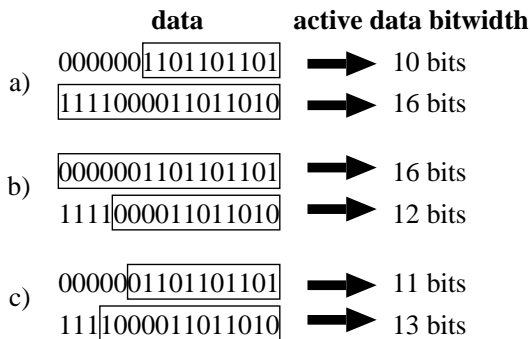 data active data bitwidth
a)
0000001101101101 10 bits
1111000011011010 16 bits
b)
0000001101101101 16 bits
1111000011011010 12 bits
c)
0000001101101101 11 bits
1111000011011010 13 bits